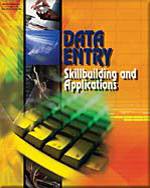 DATA
ENTRY
Skillbuilding and
Applications